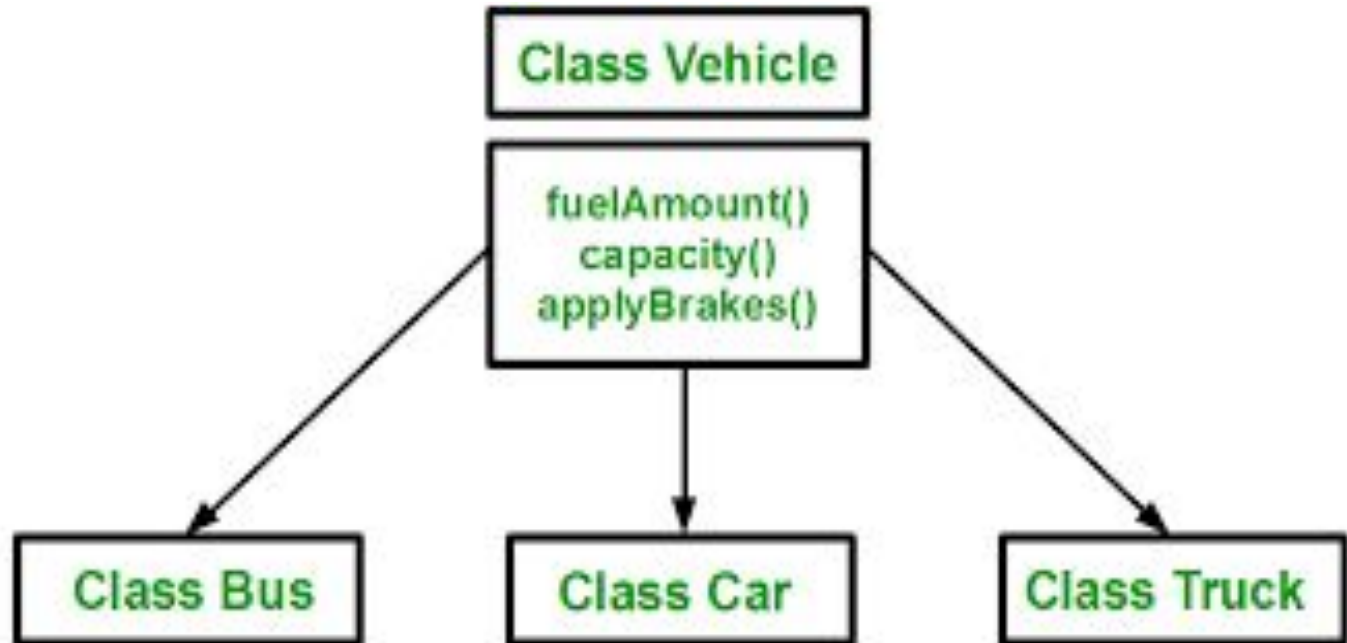 Class Vehicle
fuelAmount()
capacity()
applyBrakes()
Class Bus
Class Car
Class Truck